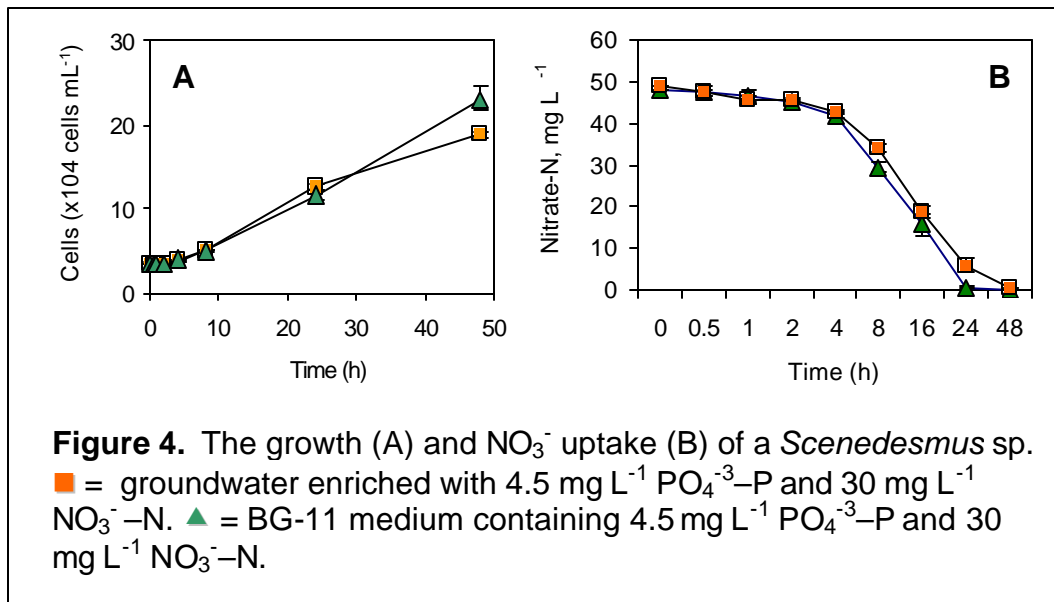 A
Cells (x104 cells mL-1)
30
20
10
0
0 10 20 30 40 50
Time (h)
B
Nitrate-N, mg L -1
60
50
40
30
20
10
0
0 0.5 1 2 4 8 16 24 48
Time (h)
Figure 4. The growth (A) and NO3- uptake (B) of a Scenedesmus sp.
= groundwater enriched with 4.5 mg L-1 PO4-3–P and 30 mg L-1
NO3- –N. = BG-11 medium containing 4.5 mg L-1 PO4-3–P and 30
mg L-1 NO3-–N.